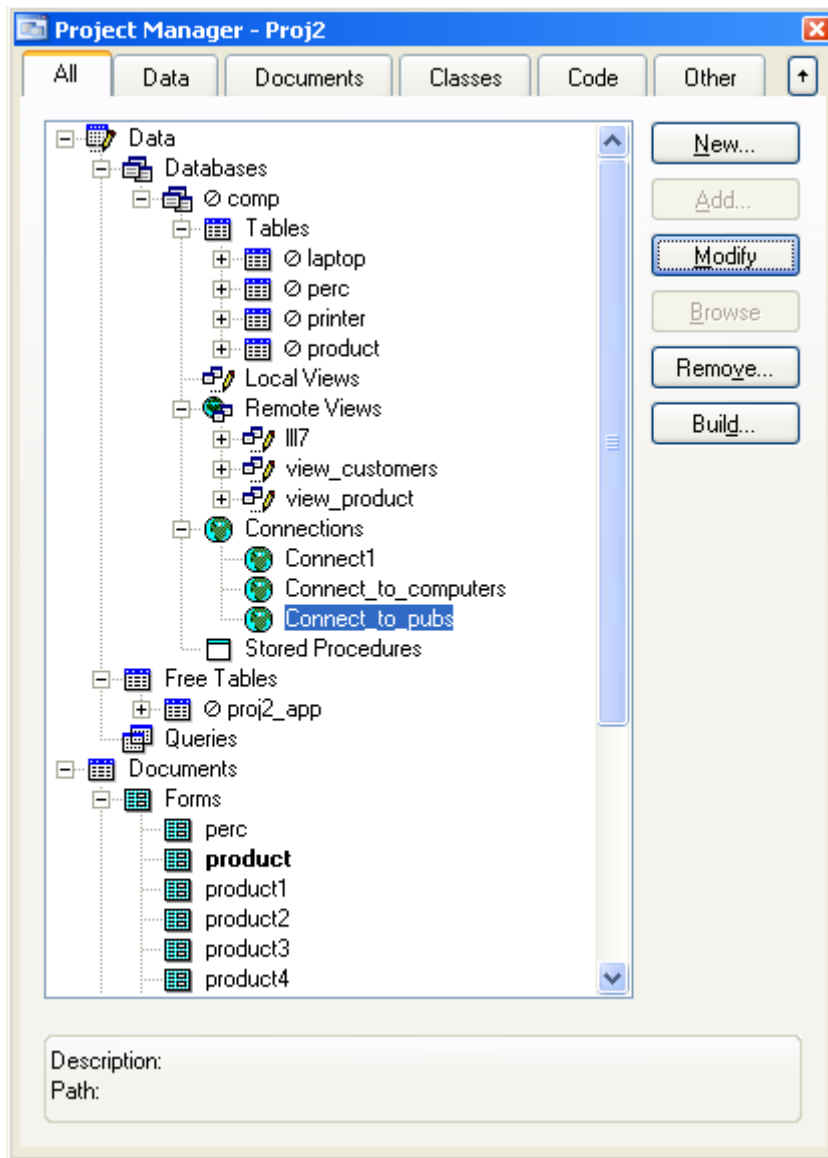 Project Manager - Proj2
All Data Documents Classes Code Other
Data
Databases
comp
Tables
laptop
perc
printer
product
Local Views
Remote Views
lll7
view_customers
view_product
Connections
Connect1
Connect_to_computers
Connect_to_pubs
Stored Procedures
Free Tables
proj2_app
Queries
Documents
Forms
perc
product
product1
product2
product3
product4
New...
Add...
Modify
Browse
Remove...
Build...
Description:
Path: